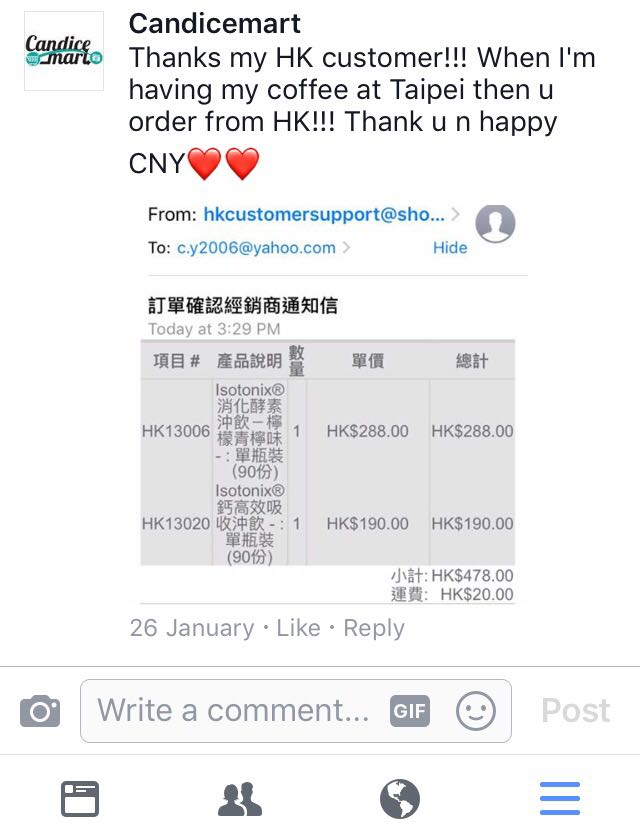 Candice
mart
Candicemart
Thanks my HK customer!!! When I'm
having my coffee at Taipei then u
order from HK!!! Thank u n happy
CNY❤️❤️
From: hkcustomersupport@sho...
To: c.y2006@yahoo.com
Hide
訂單確認經銷商通知信
Today at 3:29 PM
項目 # 產品說明 數量 單價 總計
Isotonix®
消化酵素
沖飲－檸
HK13006 檬青檸味 1 HK$288.00 HK$288.00
-：單瓶裝
(90份)
Isotonix®
鈣高效吸
HK13020 收沖飲 -： 1 HK$190.00 HK$190.00
單瓶裝
(90份)
小計: HK$478.00
運費: HK$20.00
26 January · Like · Reply
Write a comment... GIF Post